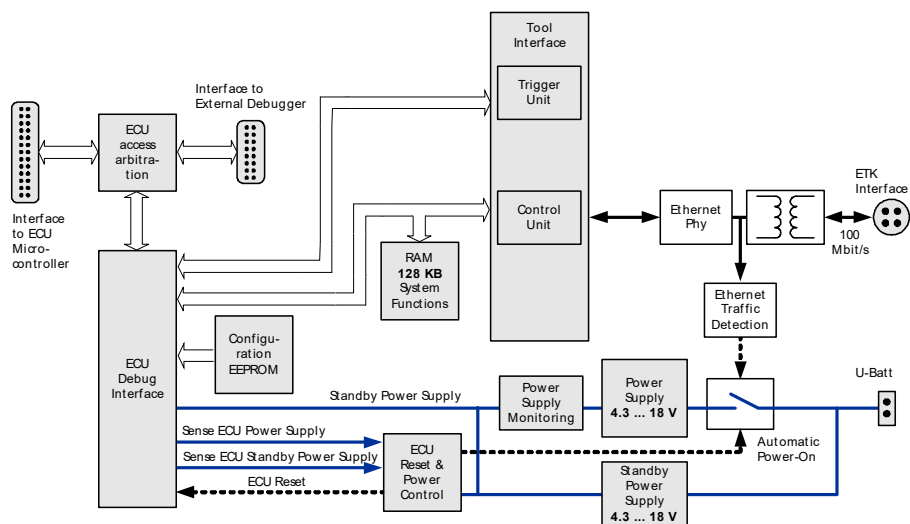 Tool
Interface
Trigger
Unit
Control
Unit
Interface to
External Debugger
ECU
access
arbitra-
tion
Interface
to ECU
Micro-
controller
RAM
128 KB
System
Functions
Ethernet
Phy
ETK
Interface
100
Mbit/s
Ethernet
Traffic
Detection
Configu-
ration
EEPROM
ECU
Debug
Interface
Standby Power Supply
Power
Supply
Monitoring
Power
Supply
4.3 ... 18 V
U-Batt
Automatic
Power-On
Sense ECU Power Supply
Sense ECU Standby Power Supply
ECU Reset
ECU
Reset &
Power
Control
Standby
Power
Supply
4.3 ... 18 V